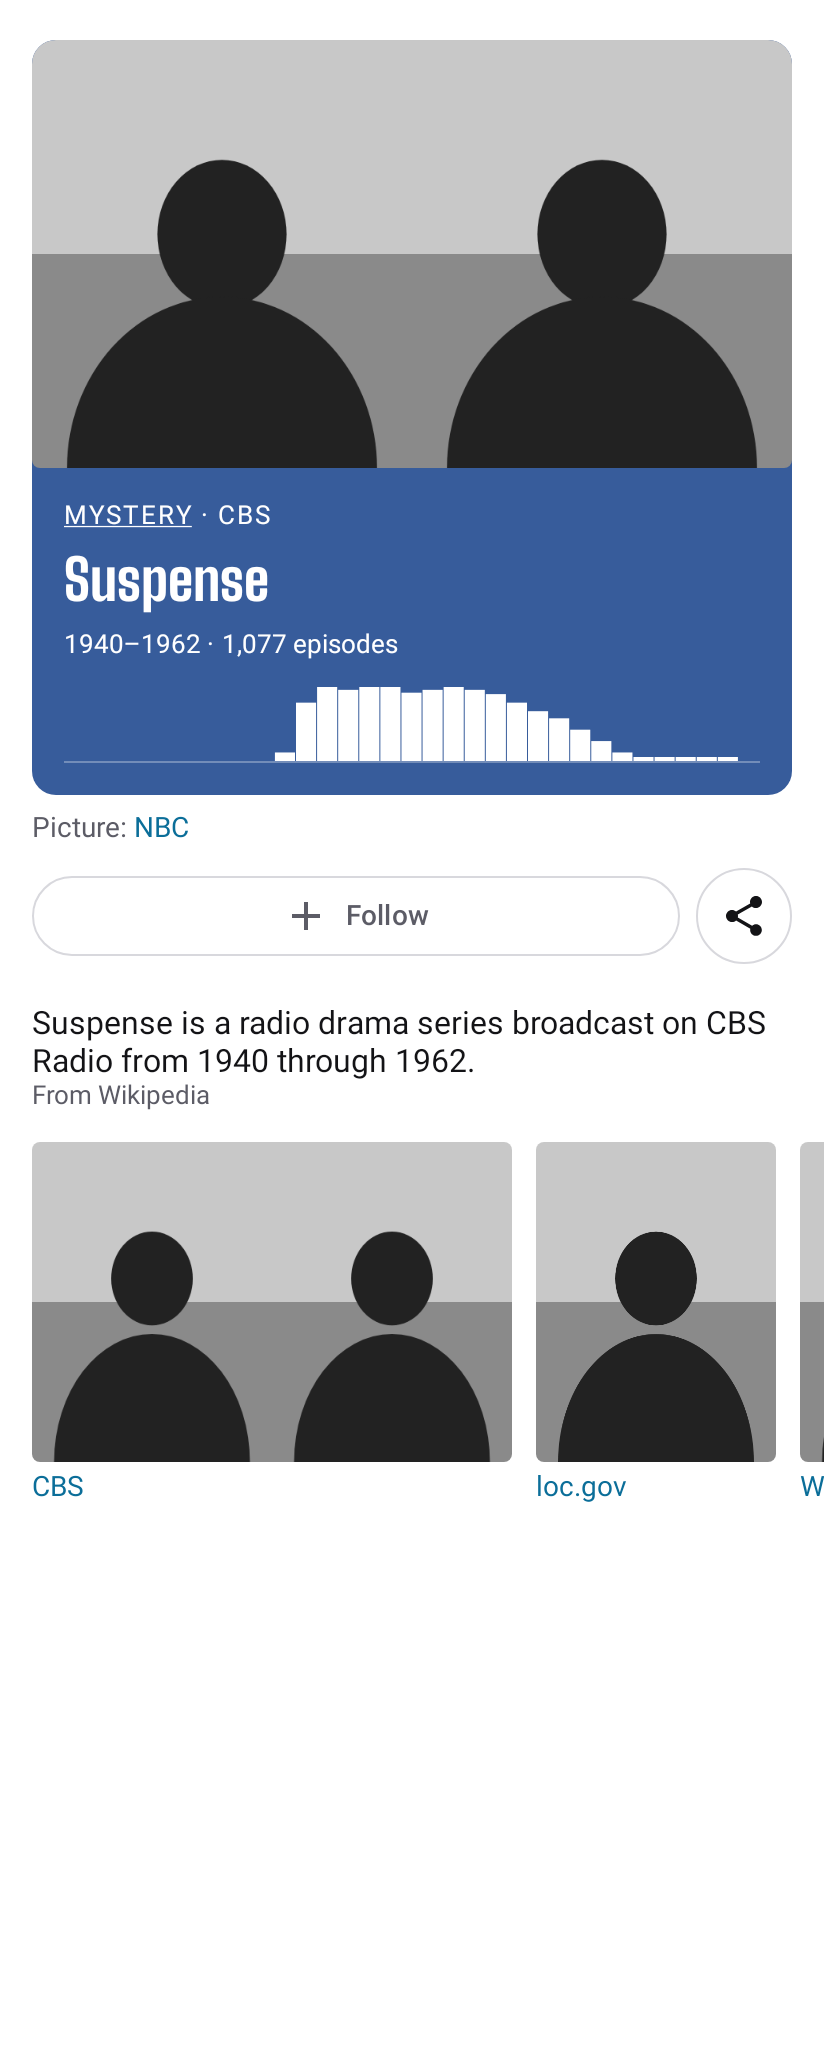 MYSTERY · CBS
Suspense
1940–1962 · 1,077 episodes
Picture: NBC
Follow
Suspense is a radio drama series broadcast on CBS
Radio from 1940 through 1962.
From Wikipedia
CBS
loc.gov